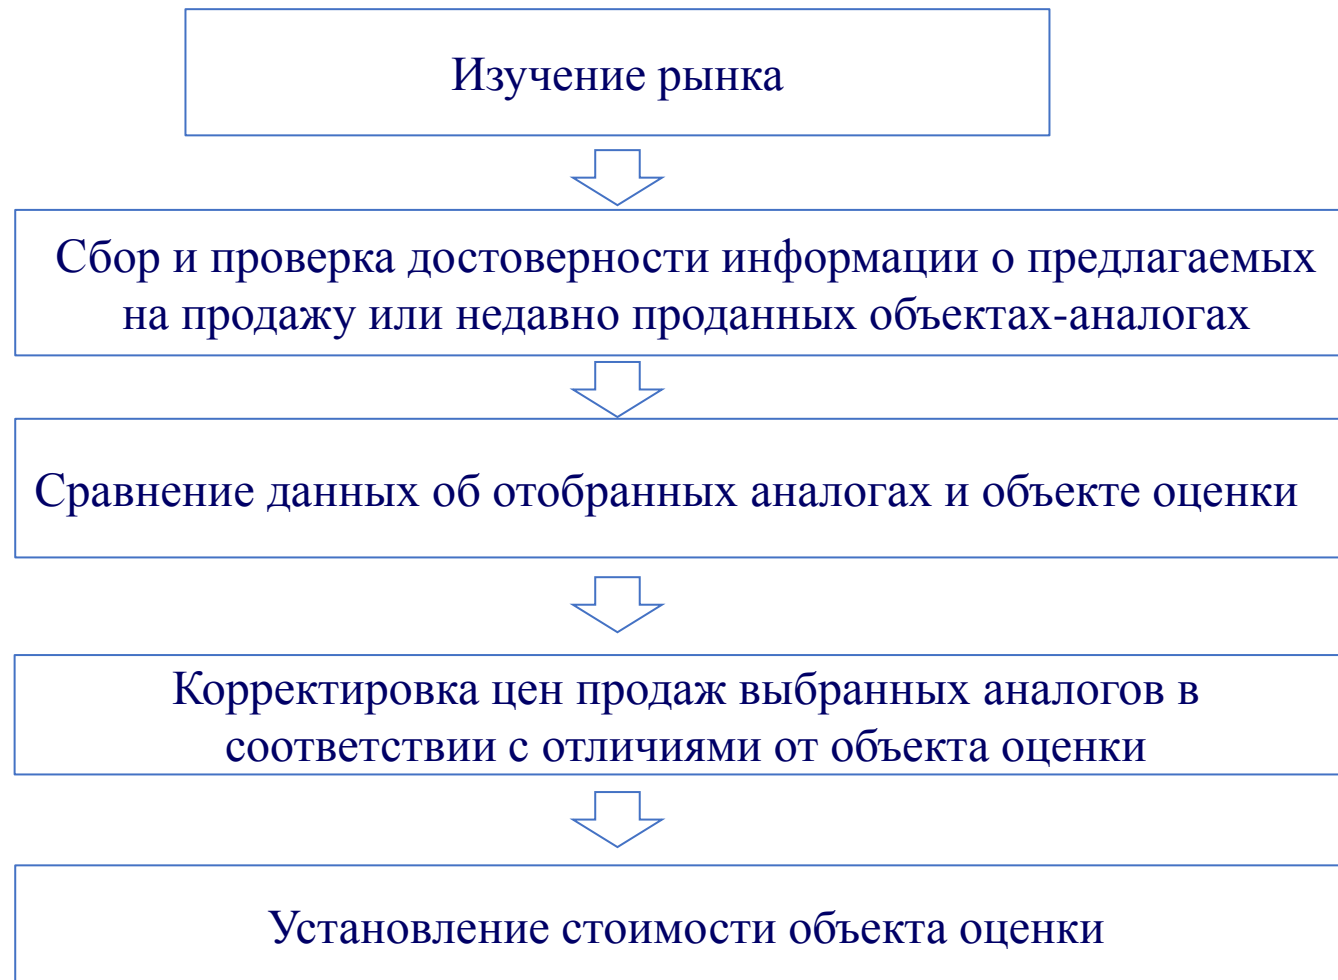 Изучение рынка
Сбор и проверка достоверности информации о предлагаемых
на продажу или недавно проданных объектах-аналогах
Сравнение данных об отобранных аналогах и объекте оценки
Корректировка цен продаж выбранных аналогов в
соответствии с отличиями от объекта оценки
Установление стоимости объекта оценки